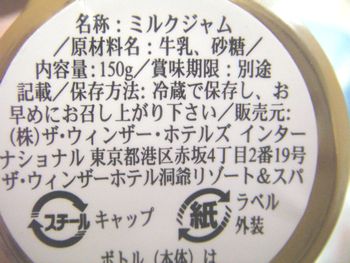 名称：ミルクジャム
/原材料名：牛乳、砂糖/
内容量：150g/賞味期限：別途
記載/保存方法：冷蔵で保存し、お
早めにお召し上がり下さい/販売元：
(株)ザ・ウィンザー・ホテルズ インター
ナショナル 東京都港区赤坂4丁目2番19号
ザ・ウィンザーホテル洞爺リゾート&スパ
スチール キャップ 紙 ラベル
外装
ボトル（本体）は